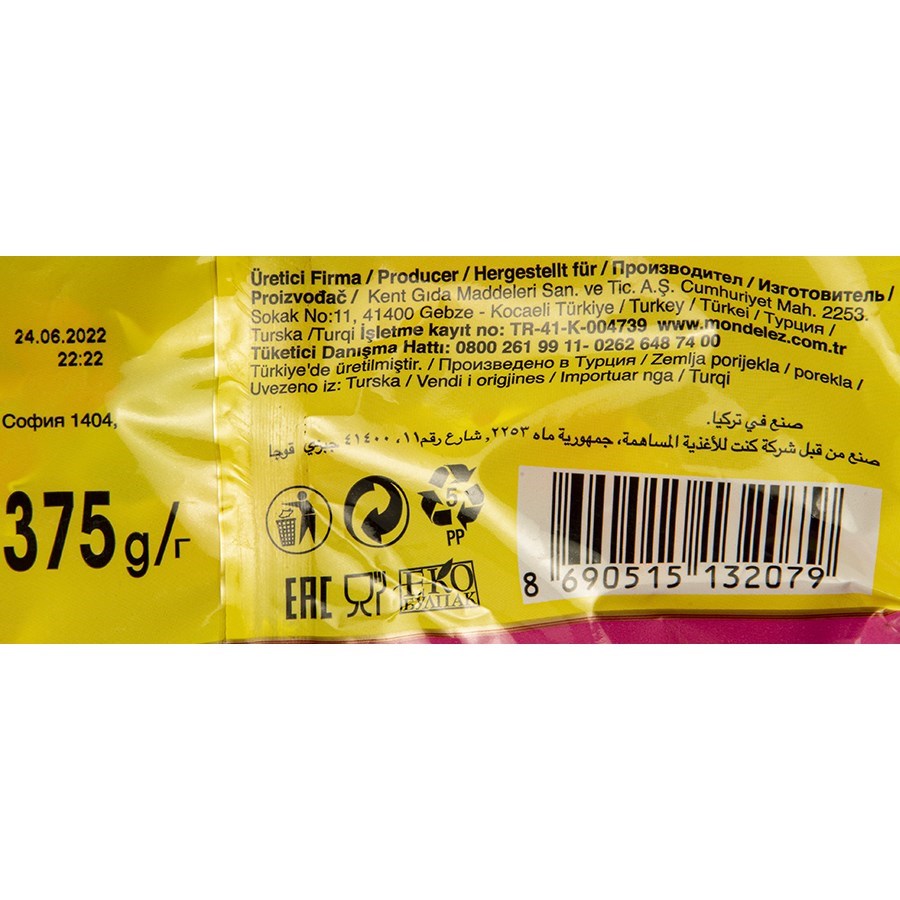 Üretici Firma / Producer / Hergestellt für / Производител / Изготовитель /
Proizvođač / Kent Gıda Maddeleri San. ve Tic. A.Ş. Cumhuriyet Mah. 2253.
Sokak No:11, 41400 Gebze - Kocaeli Türkiye / Turkey / Türkei / Турция /
Turska /Turqi İşletme kayıt no: TR-41-K-004739 www.mondelez.com.tr
Tüketici Danışma Hattı: 0800 261 99 11- 0262 648 74 00
Türkiye'de üretilmiştir. / Произведено в Турция / Zemlja porijekla / porekla /
Uvezeno iz: Turska / Vendi i origjines / Importuar nga / Turqi
صنع في تركيا.
صنع من قبل شركة كنت للأغذية المساهمة، جمهورية ماه ٢٢٥٣, شارع رقم١١، ٤١٤٠٠ جبزي قوجا
24.06.2022
22:22
София 1404,
375 g/г
5
PP
EAC
ЕКО
БУЛПАК
8 690515 132079